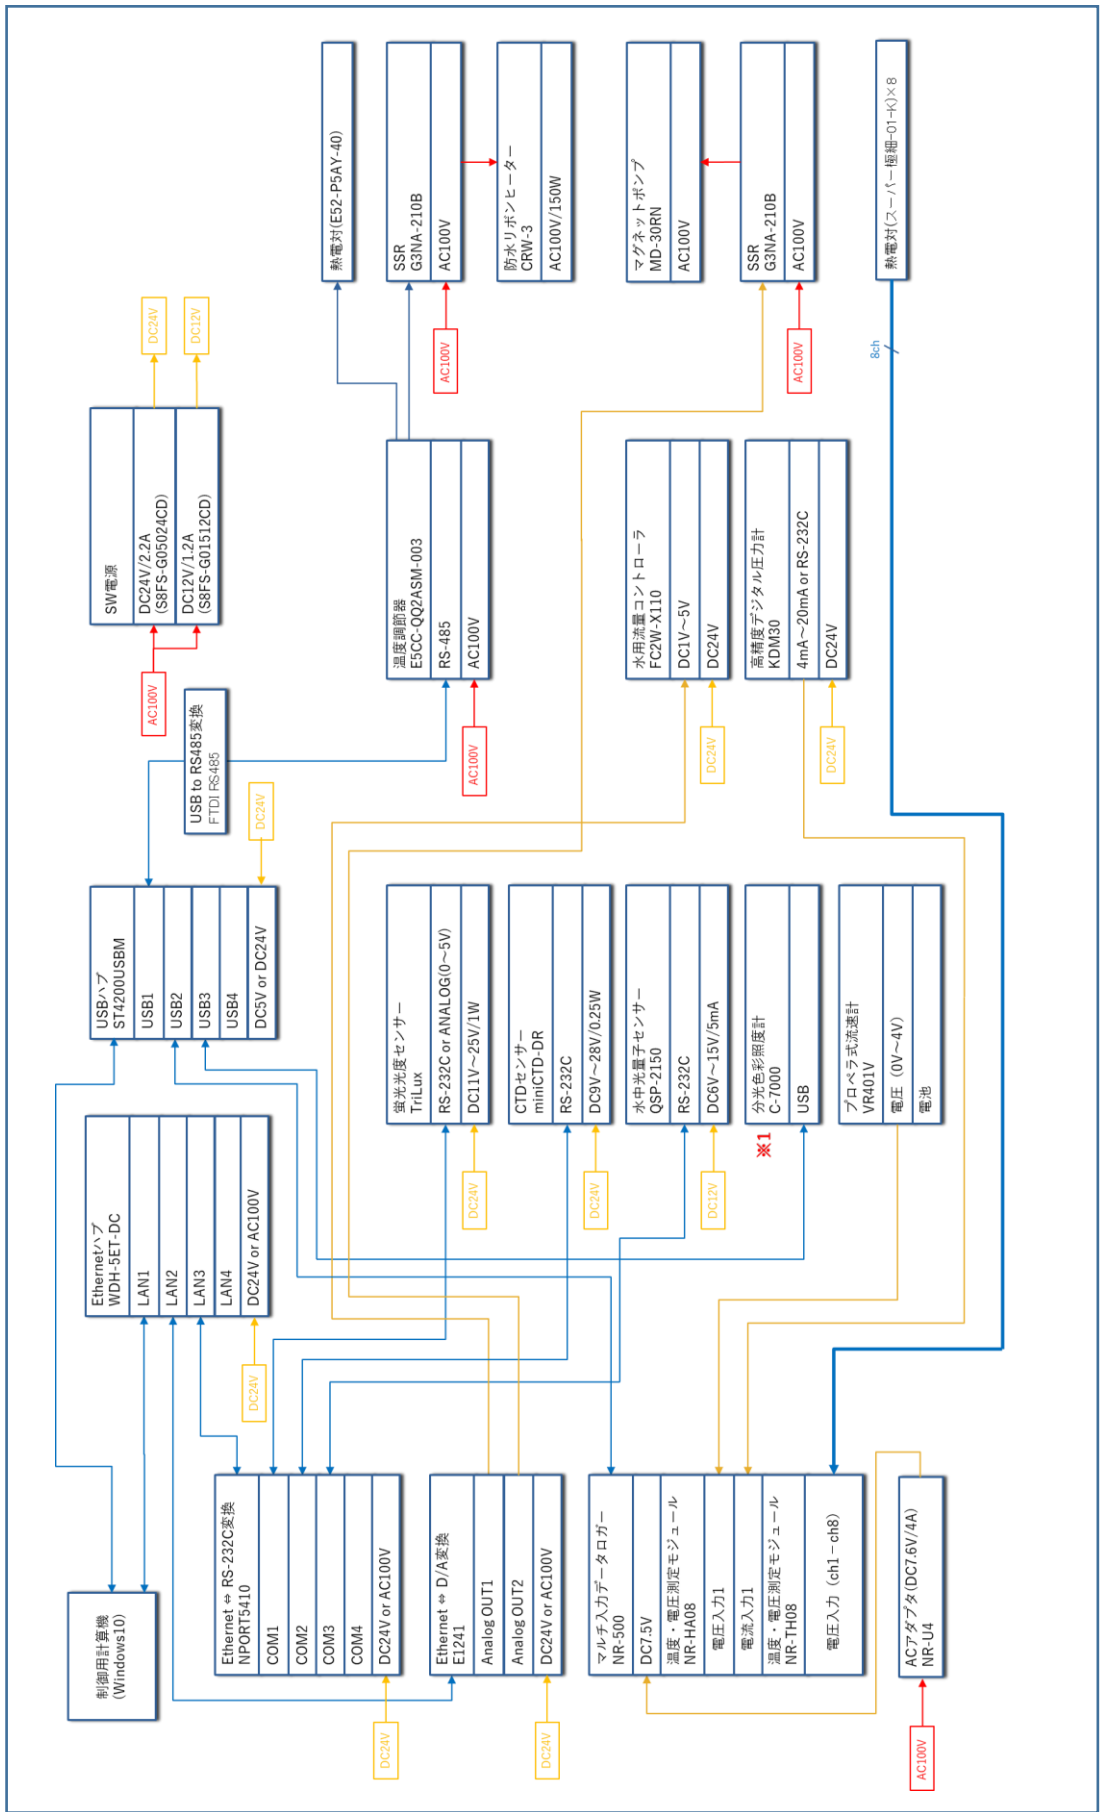 制御用計算機
(Windows10)
Ethernetハブ
WDH-5ET-DC
LAN1
LAN2
LAN3
LAN4
DC24V or AC100V
DC24V
USBハブ
ST4200USBM
USB1
USB2
USB3
USB4
DC5V or DC24V
DC24V
USB to RS485変換
FTDI RS485
AC100V
SW電源
DC24V/2.2A
(S8FS-G05024CD)
DC12V/1.2A
(S8FS-G01512CD)
DC24V
DC12V
Ethernet ⇔ RS-232C変換
NPORT5410
COM1
COM2
COM3
COM4
DC24V or AC100V
DC24V
Ethernet ⇔ D/A変換
E1241
Analog OUT1
Analog OUT2
DC24V or AC100V
DC24V
マルチ入力データロガー
NR-500
DC7.5V
温度・電圧測定モジュール
NR-HA08
電圧入力1
電流入力1
温度・電圧測定モジュール
NR-TH08
電圧入力（ch1－ch8）
ACアダプタ(DC7.6V/4A)
NR-U4
AC100V
蛍光光度センサー
TriLux
RS-232C or ANALOG(0～5V)
DC11V～25V/1W
DC24V
CTDセンサー
miniCTD-DR
RS-232C
DC9V～28V/0.25W
DC24V
水中光量子センサー
QSP-2150
RS-232C
DC6V～15V/5mA
DC12V
※1
分光色彩照度計
C-7000
USB
プロペラ式流速計
VR401V
電圧（0V～4V）
電池
温度調節器
E5CC-QQ2ASM-003
RS-485
AC100V
AC100V
水用流量コントローラ
FC2W-X110
DC1V～5V
DC24V
DC24V
高精度デジタル圧力計
KDM30
4mA～20mA or RS-232C
DC24V
DC24V
熱電対(E52-P5AY-40)
SSR
G3NA-210B
AC100V
AC100V
防水リボンヒーター
CRW-3
AC100V/150W
マグネットポンプ
MD-30RN
AC100V
SSR
G3NA-210B
AC100V
AC100V
熱電対(スーパー極細-01-K)×8
8ch